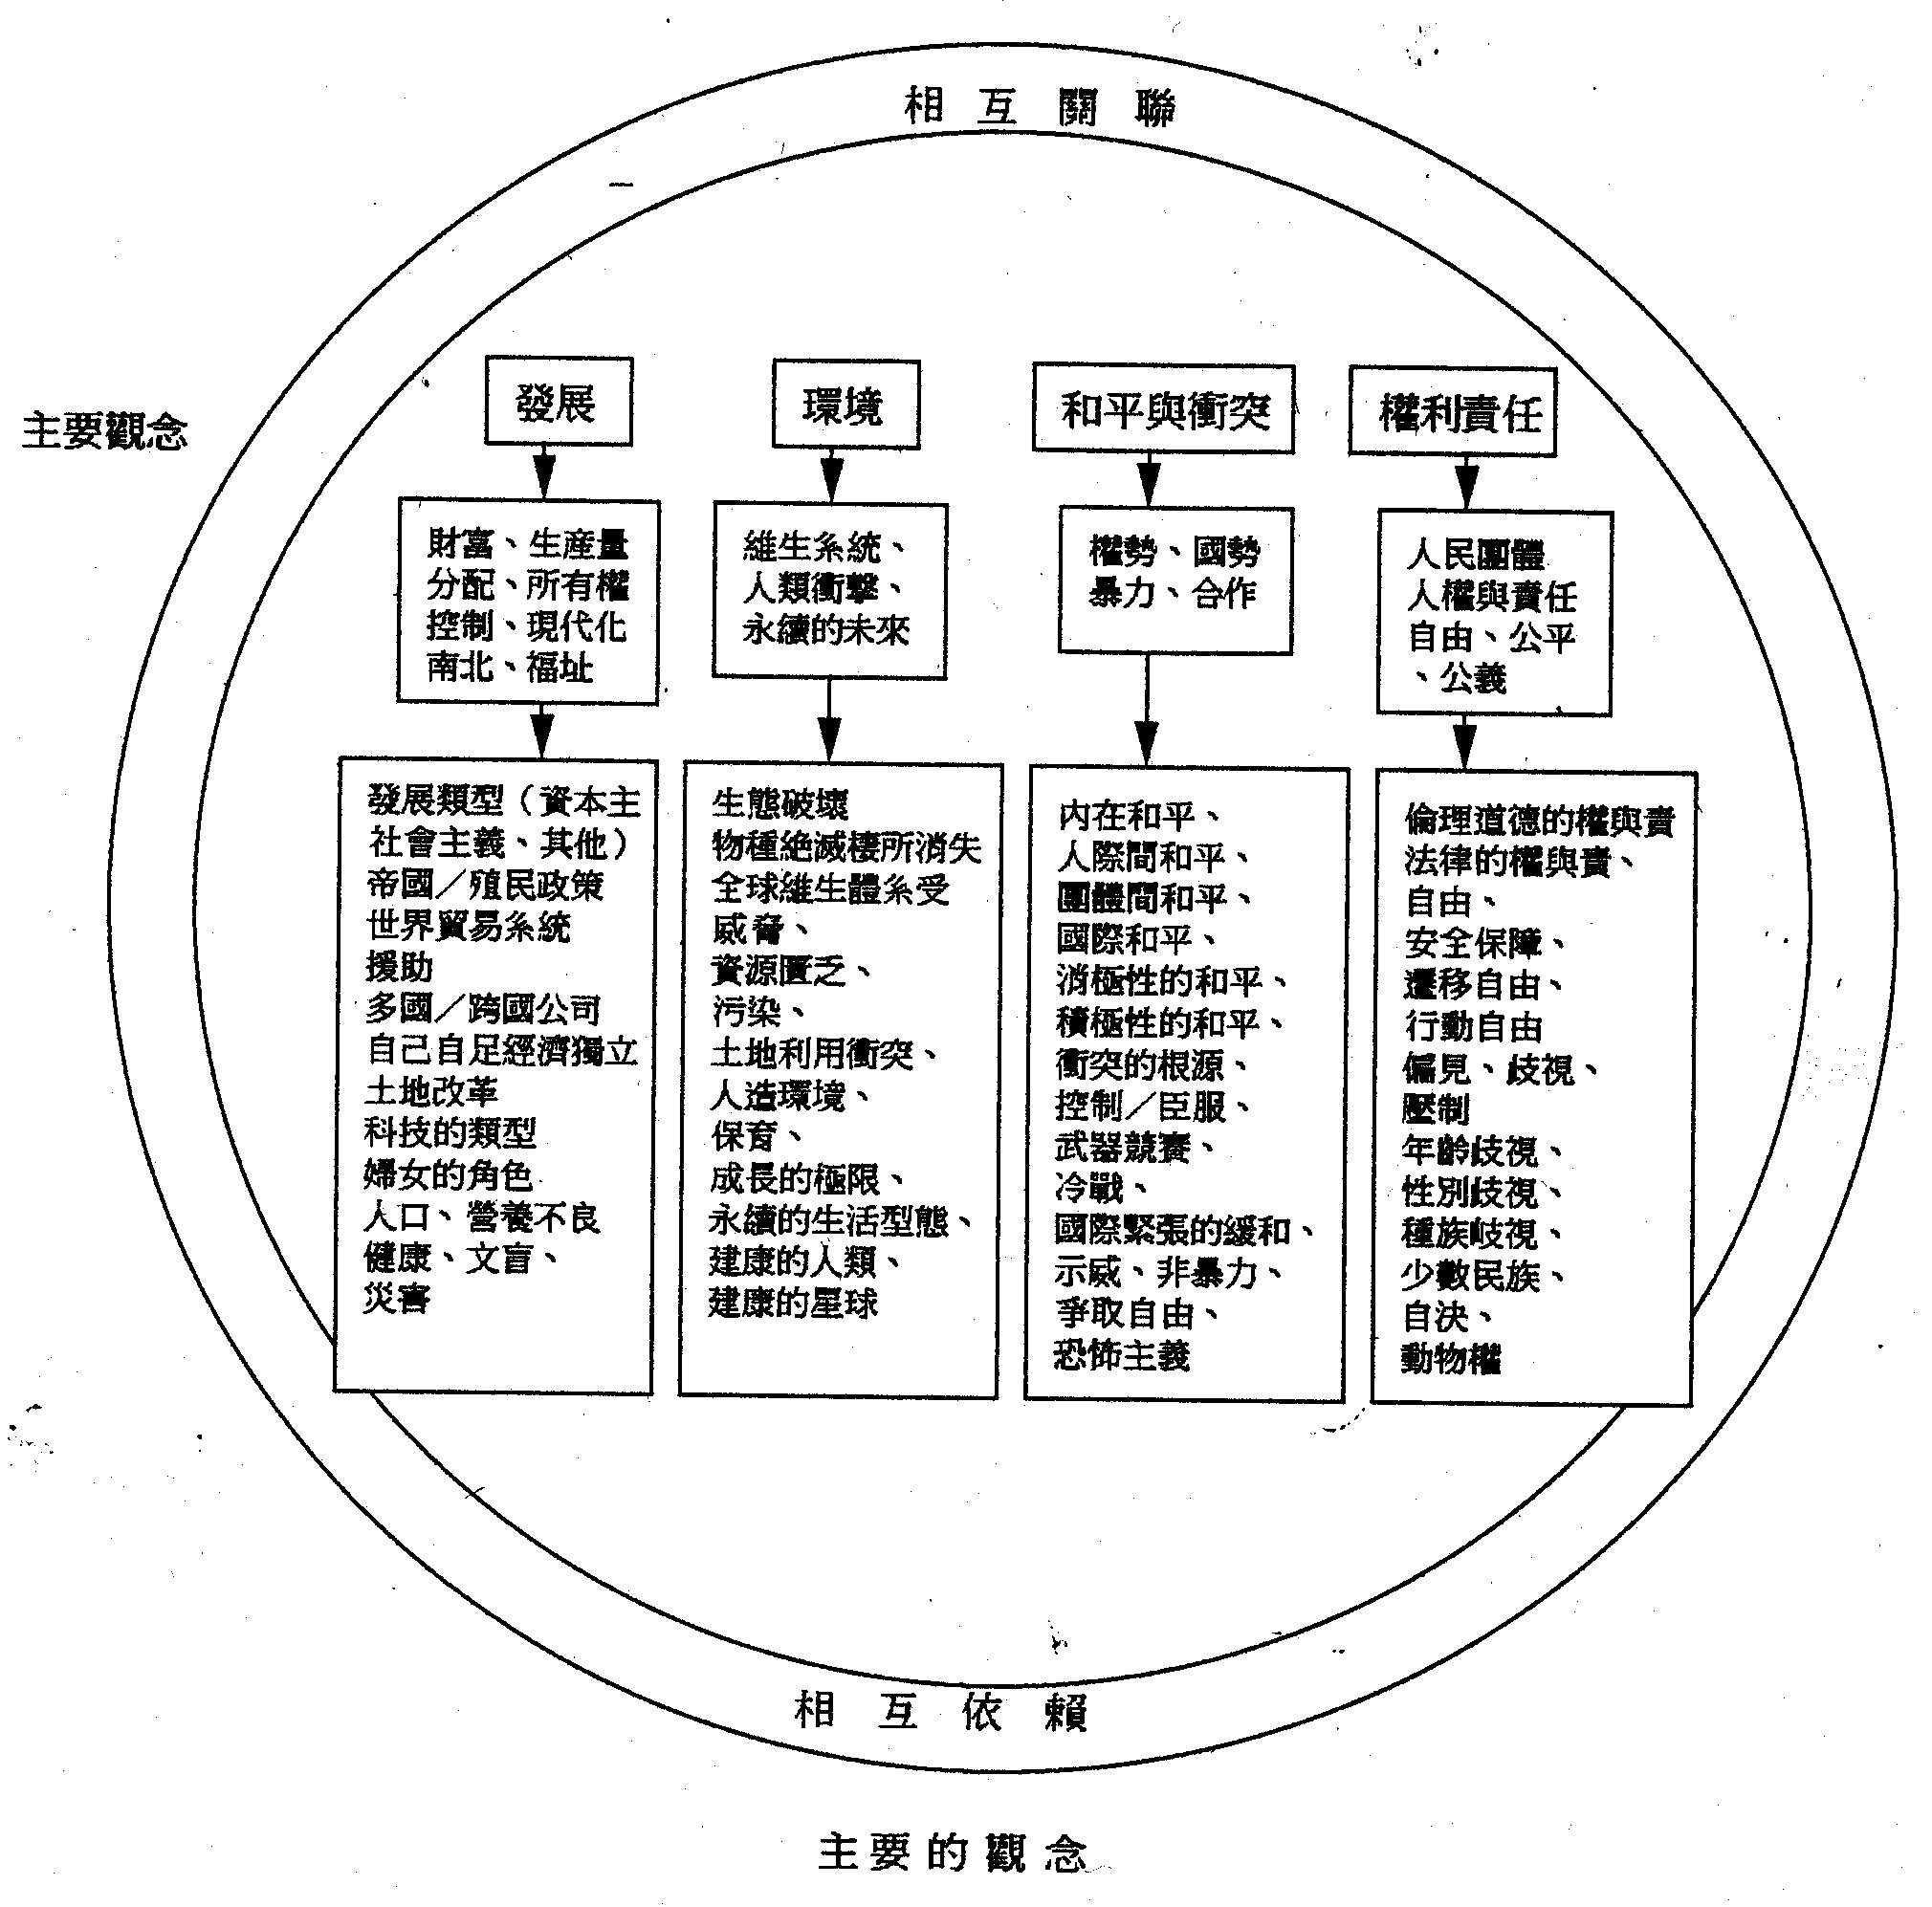 相互關聯
主要觀念
發展
財富、生産量
分配、所有權
控制、現代化
南北、福址
發展類型（資本主
社會主義、其他）
帝國／殖民政策
世界貿易系統
援助
多國／跨國公司
自己自足經濟獨立
土地改革
科技的類型
婦女的角色
人口、營養不良
健康、文盲、
災害
環境
維生系統、
人類衝擊、
永續的未來
生態破壞
物種絶滅棲所消失
全球維生體系受
威脅、
資源匱乏、
污染、
土地利用衝突、
人造環境、
保育、
成長的極限、
永續的生活型態、
建康的人類、
建康的星球
和平與衝突
權勢、國勢
暴力、合作
内在和平、
人際間和平、
團體間和平、
國際和平、
消極性的和平、
積極性的和平、
衝突的根源、
控制／臣服、
武器競賽、
冷戰、
國際緊張的緩和、
示威、非暴力、
爭取自由、
恐怖主義
權利責任
人民團體
人權與責任
自由、公平
、公義
倫理道德的權與責
法律的權與責、
自由、
安全保障、
遷移自由、
行動自由
偏見、歧視、
壓制
年齡歧視、
性別歧視、
種族岐視、
少數民族、
自決、
動物權
相互依賴
主要的觀念